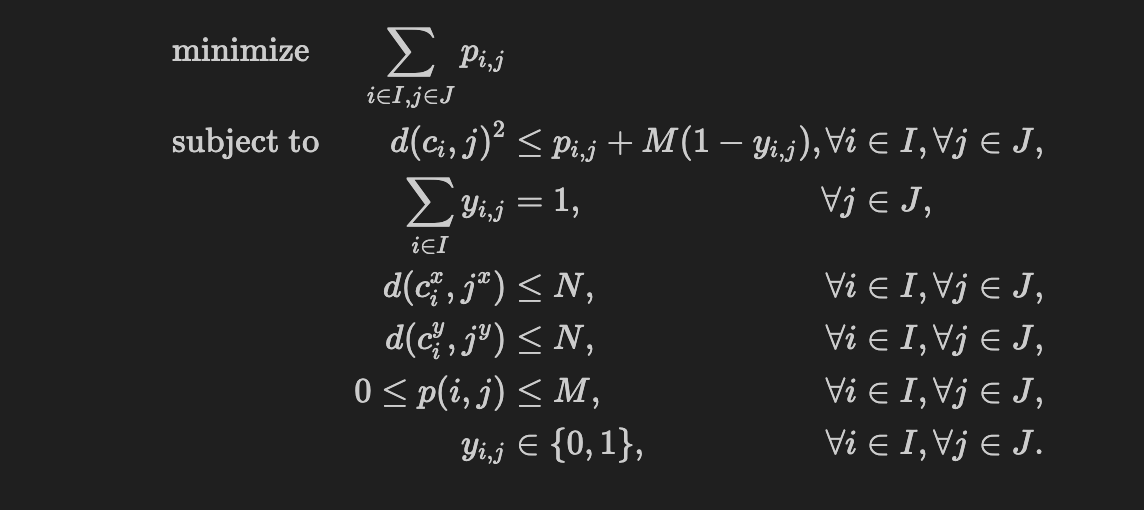 minimize ∑_{i∈I,j∈J} p_{i,j}
subject to d(c_i, j)^2 ≤ p_{i,j} + M(1 − y_{i,j}), ∀i ∈ I, ∀j ∈ J,
∑_{i∈I} y_{i,j} = 1, ∀j ∈ J,
d(c_i^x, j^x) ≤ N, ∀i ∈ I, ∀j ∈ J,
d(c_i^y, j^y) ≤ N, ∀i ∈ I, ∀j ∈ J,
0 ≤ p(i, j) ≤ M, ∀i ∈ I, ∀j ∈ J,
y_{i,j} ∈ {0, 1}, ∀i ∈ I, ∀j ∈ J.